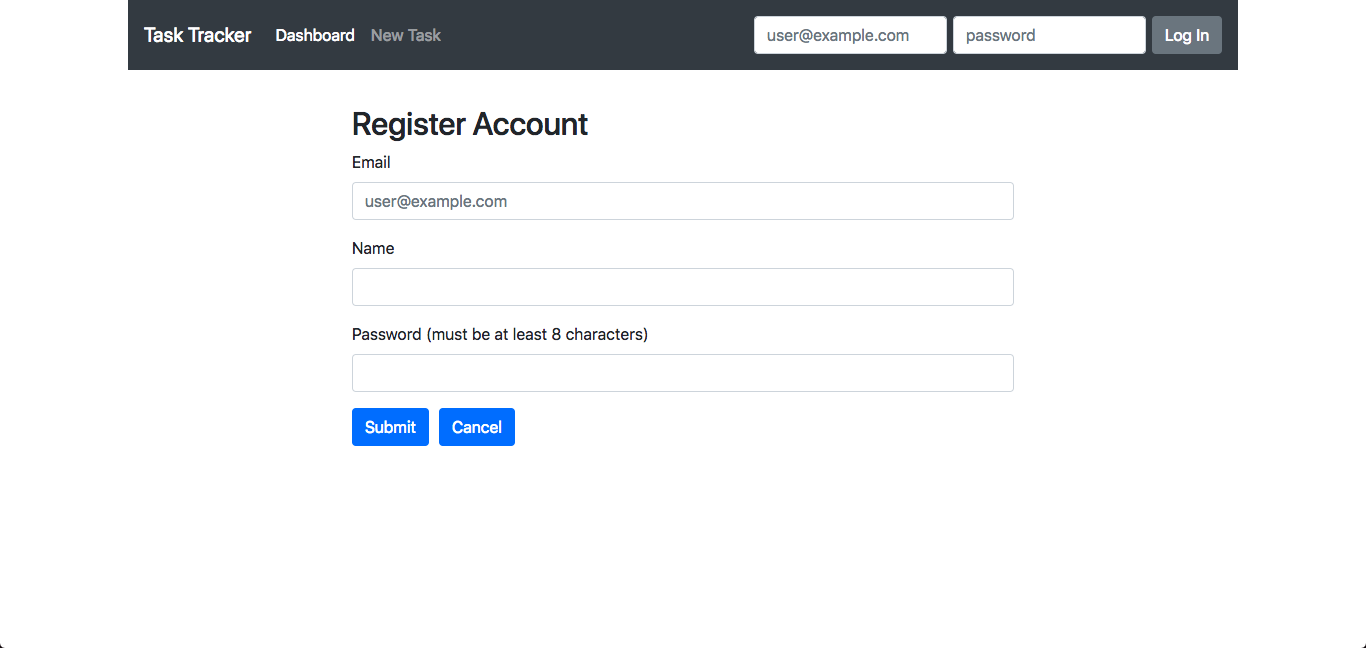 Task Tracker Dashboard New Task user@example.com password Log In
Register Account
Email
user@example.com
Name
Password (must be at least 8 characters)
Submit Cancel